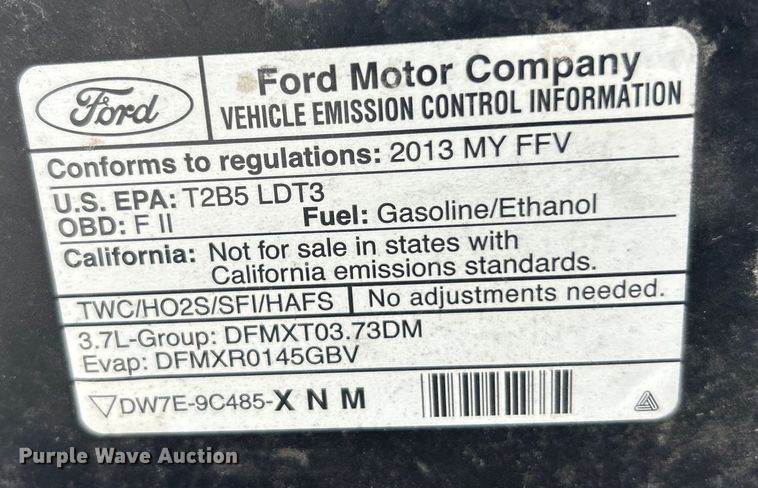 Ford
Ford Motor Company
VEHICLE EMISSION CONTROL INFORMATION
Conforms to regulations: 2013 MY FFV
U.S. EPA: T2B5 LDT3
OBD: F II Fuel: Gasoline/Ethanol
California: Not for sale in states with
California emissions standards.
TWC/HO2S/SFI/HAFS No adjustments needed.
3.7L-Group: DFMXT03.73DM
Evap: DFMXR0145GBV
DW7E-9C485-X N M
Purple Wave Auction